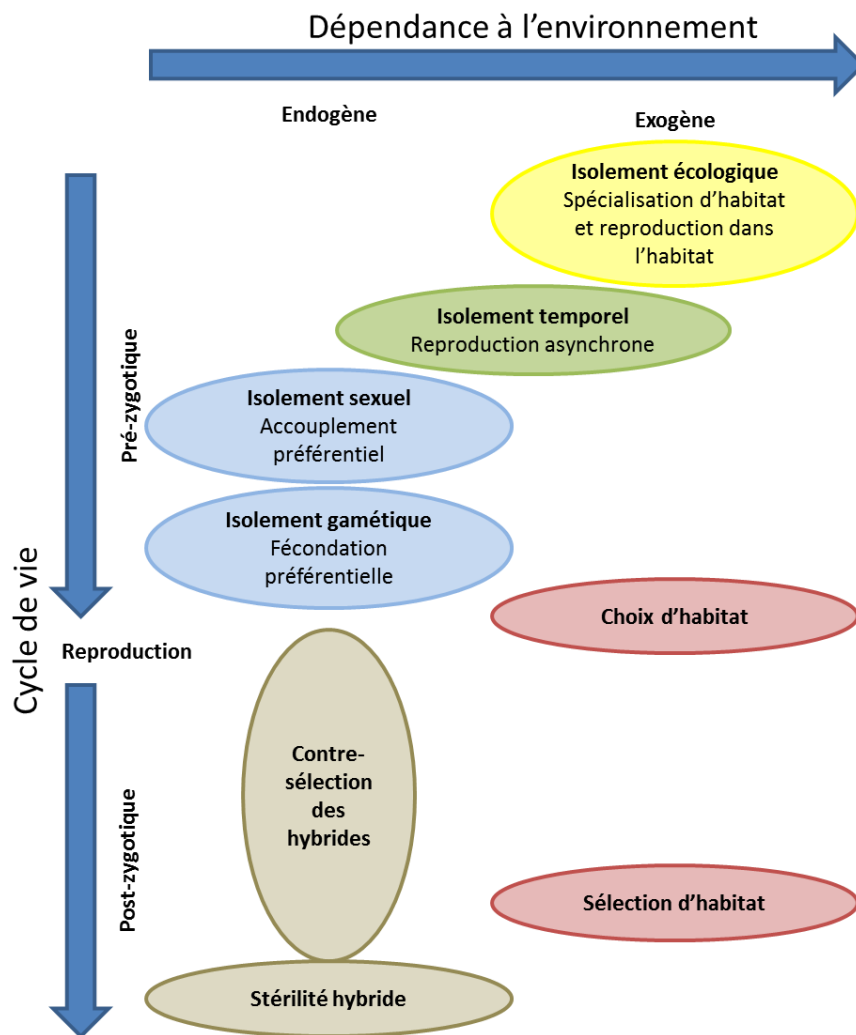 Dépendance à l'environnement
Endogène
Exogène
Isolement écologique
Spécialisation d'habitat
et reproduction dans
l'habitat
Isolement temporel
Reproduction asynchrone
Pré-zygotique
Isolement sexuel
Accouplement
préférentiel
Isolement gamétique
Fécondation
préférentielle
Cycle de vie
Choix d'habitat
Reproduction
Contre-
sélection
des
hybrides
Post-zygotique
Sélection d'habitat
Stérilité hybride